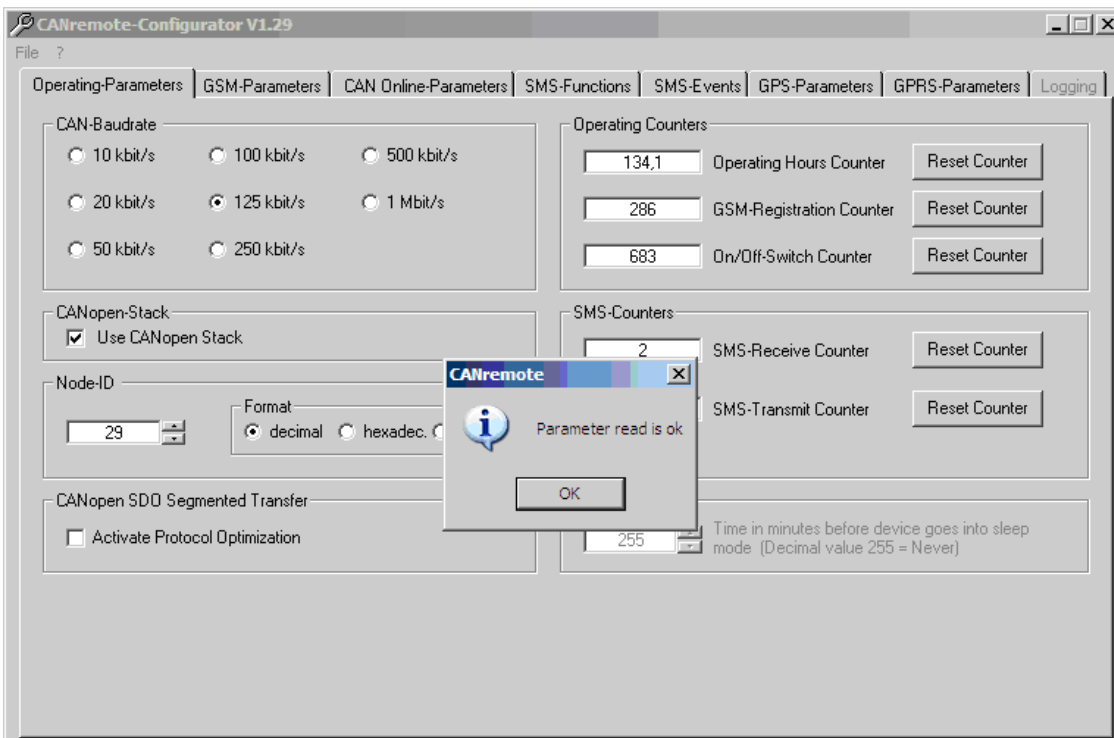 CANremote-Configurator V1.29
File ?
Operating-Parameters GSM-Parameters CAN Online-Parameters SMS-Functions SMS-Events GPS-Parameters GPRS-Parameters Logging
CAN-Baudrate
10 kbit/s 100 kbit/s 500 kbit/s
20 kbit/s 125 kbit/s 1 Mbit/s
50 kbit/s 250 kbit/s
CANopen-Stack
Use CANopen Stack
Node-ID
29
Format
decimal hexadec.
CANopen SDO Segmented Transfer
Activate Protocol Optimization
Operating Counters
134,1 Operating Hours Counter Reset Counter
286 GSM-Registration Counter Reset Counter
683 On/Off-Switch Counter Reset Counter
SMS-Counters
2 SMS-Receive Counter Reset Counter
SMS-Transmit Counter Reset Counter
255
Time in minutes before device goes into sleep
mode (Decimal value 255 = Never)
CANremote
Parameter read is ok
OK